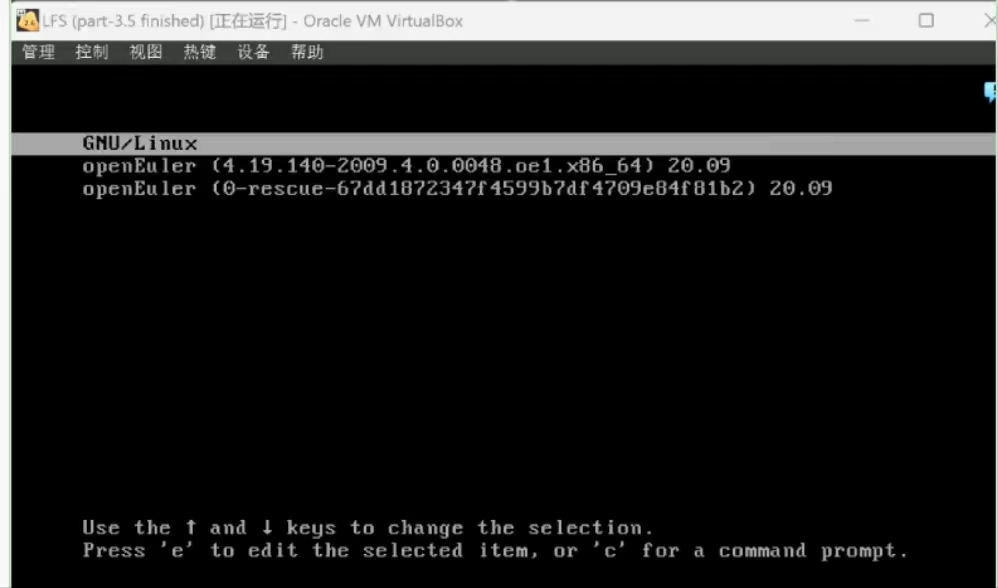 LFS (part-3.5 finished) [正在运行] - Oracle VM VirtualBox
管理 控制 视图 热键 设备 帮助
GNU/Linux
openEuler (4.19.140-2009.4.0.0048.oe1.x86_64) 20.09
openEuler (0-rescue-67dd1872347f4599b7df4709e84f81b2) 20.09
Use the ↑ and ↓ keys to change the selection.
Press 'e' to edit the selected item, or 'c' for a command prompt.